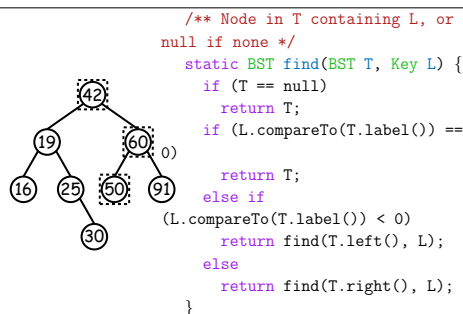 /** Node in T containing L, or
null if none */
static BST find(BST T, Key L) {
if (T == null)
return T;
if (L.compareTo(T.label()) ==
0)
return T;
else if
(L.compareTo(T.label()) < 0)
return find(T.left(), L);
else
return find(T.right(), L);
}
42
19 60
16 25 50 91
30